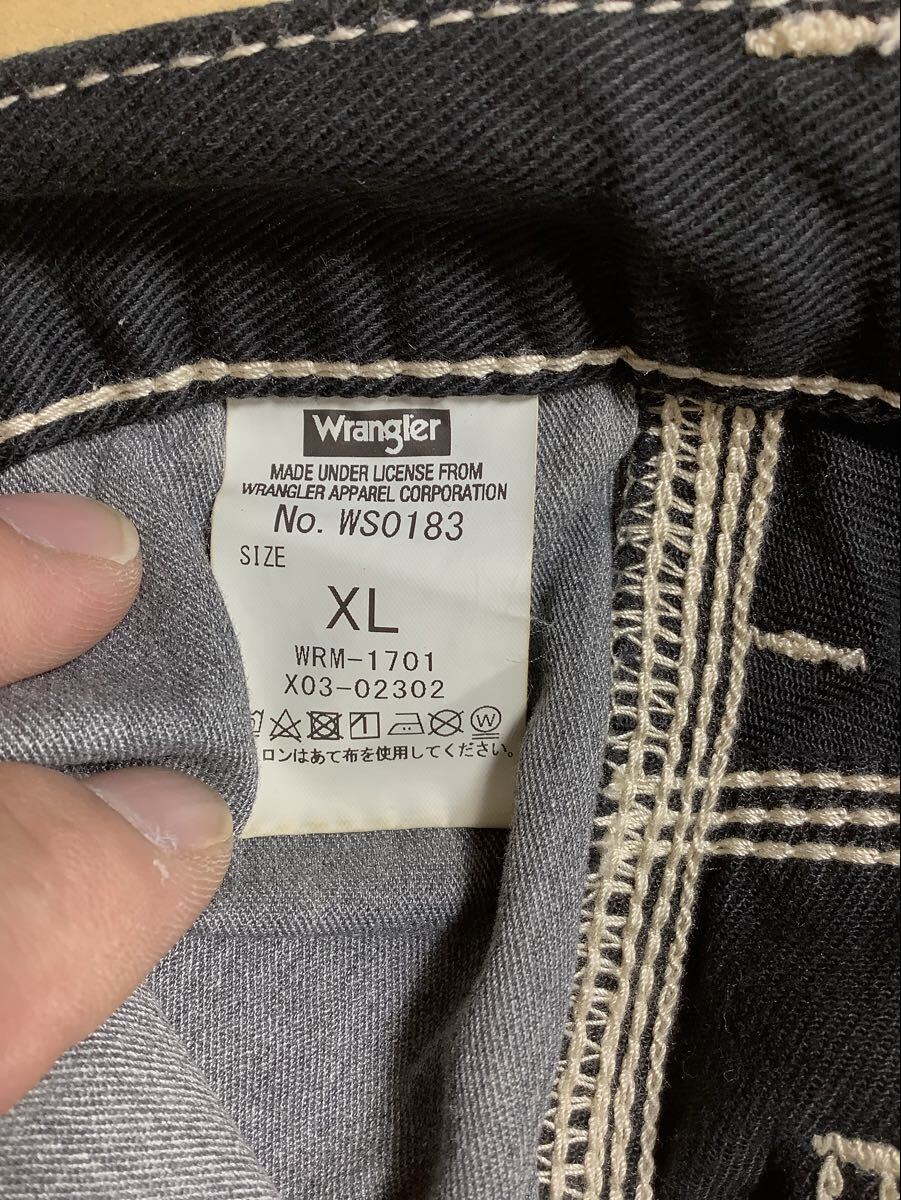 Wrangler
MADE UNDER LICENSE FROM
WRANGLER APPAREL CORPORATION
No. WS0183
SIZE
XL
WRM-1701
X03-02302
W
ロンはあて布を使用してください。